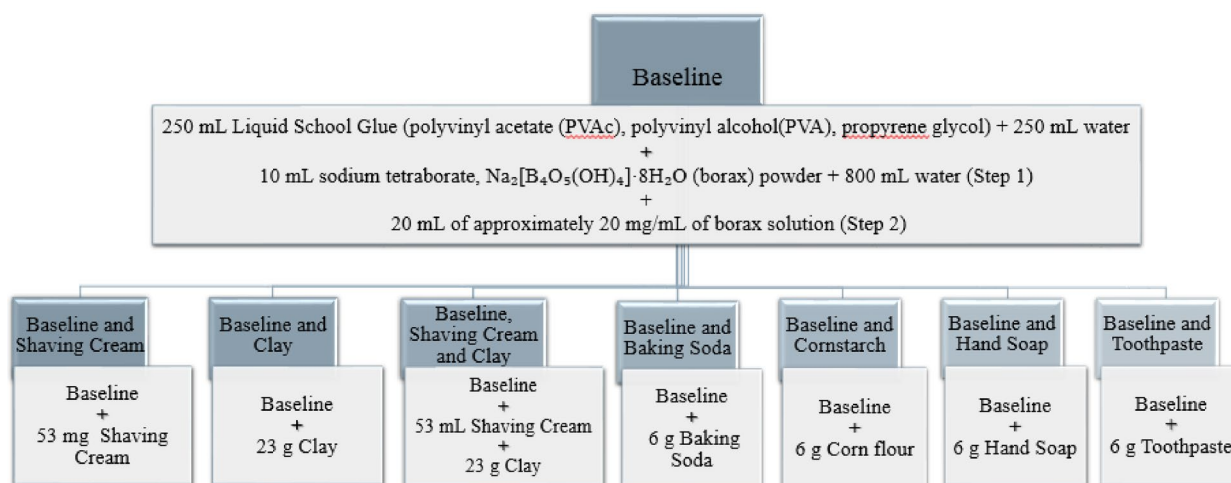 Baseline
250 mL Liquid School Glue (polyvinyl acetate (PVAc), polyvinyl alcohol(PVA), propyrene glycol) + 250 mL water
+
10 mL sodium tetraborate, Na₂[B₄O₅(OH)₄]·8H₂O (borax) powder + 800 mL water (Step 1)
+
20 mL of approximately 20 mg/mL of borax solution (Step 2)
Baseline and
Shaving Cream
Baseline
+
53 mg Shaving
Cream
Baseline and
Clay
Baseline
+
23 g Clay
Baseline,
Shaving Cream
and Clay
Baseline
+
53 mL Shaving Cream
+
23 g Clay
Baseline and
Baking Soda
Baseline
+
6 g Baking
Soda
Baseline and
Cornstarch
Baseline
+
6 g Corn flour
Baseline and
Hand Soap
Baseline
+
6 g Hand Soap
Baseline and
Toothpaste
Baseline
+
6 g Toothpaste